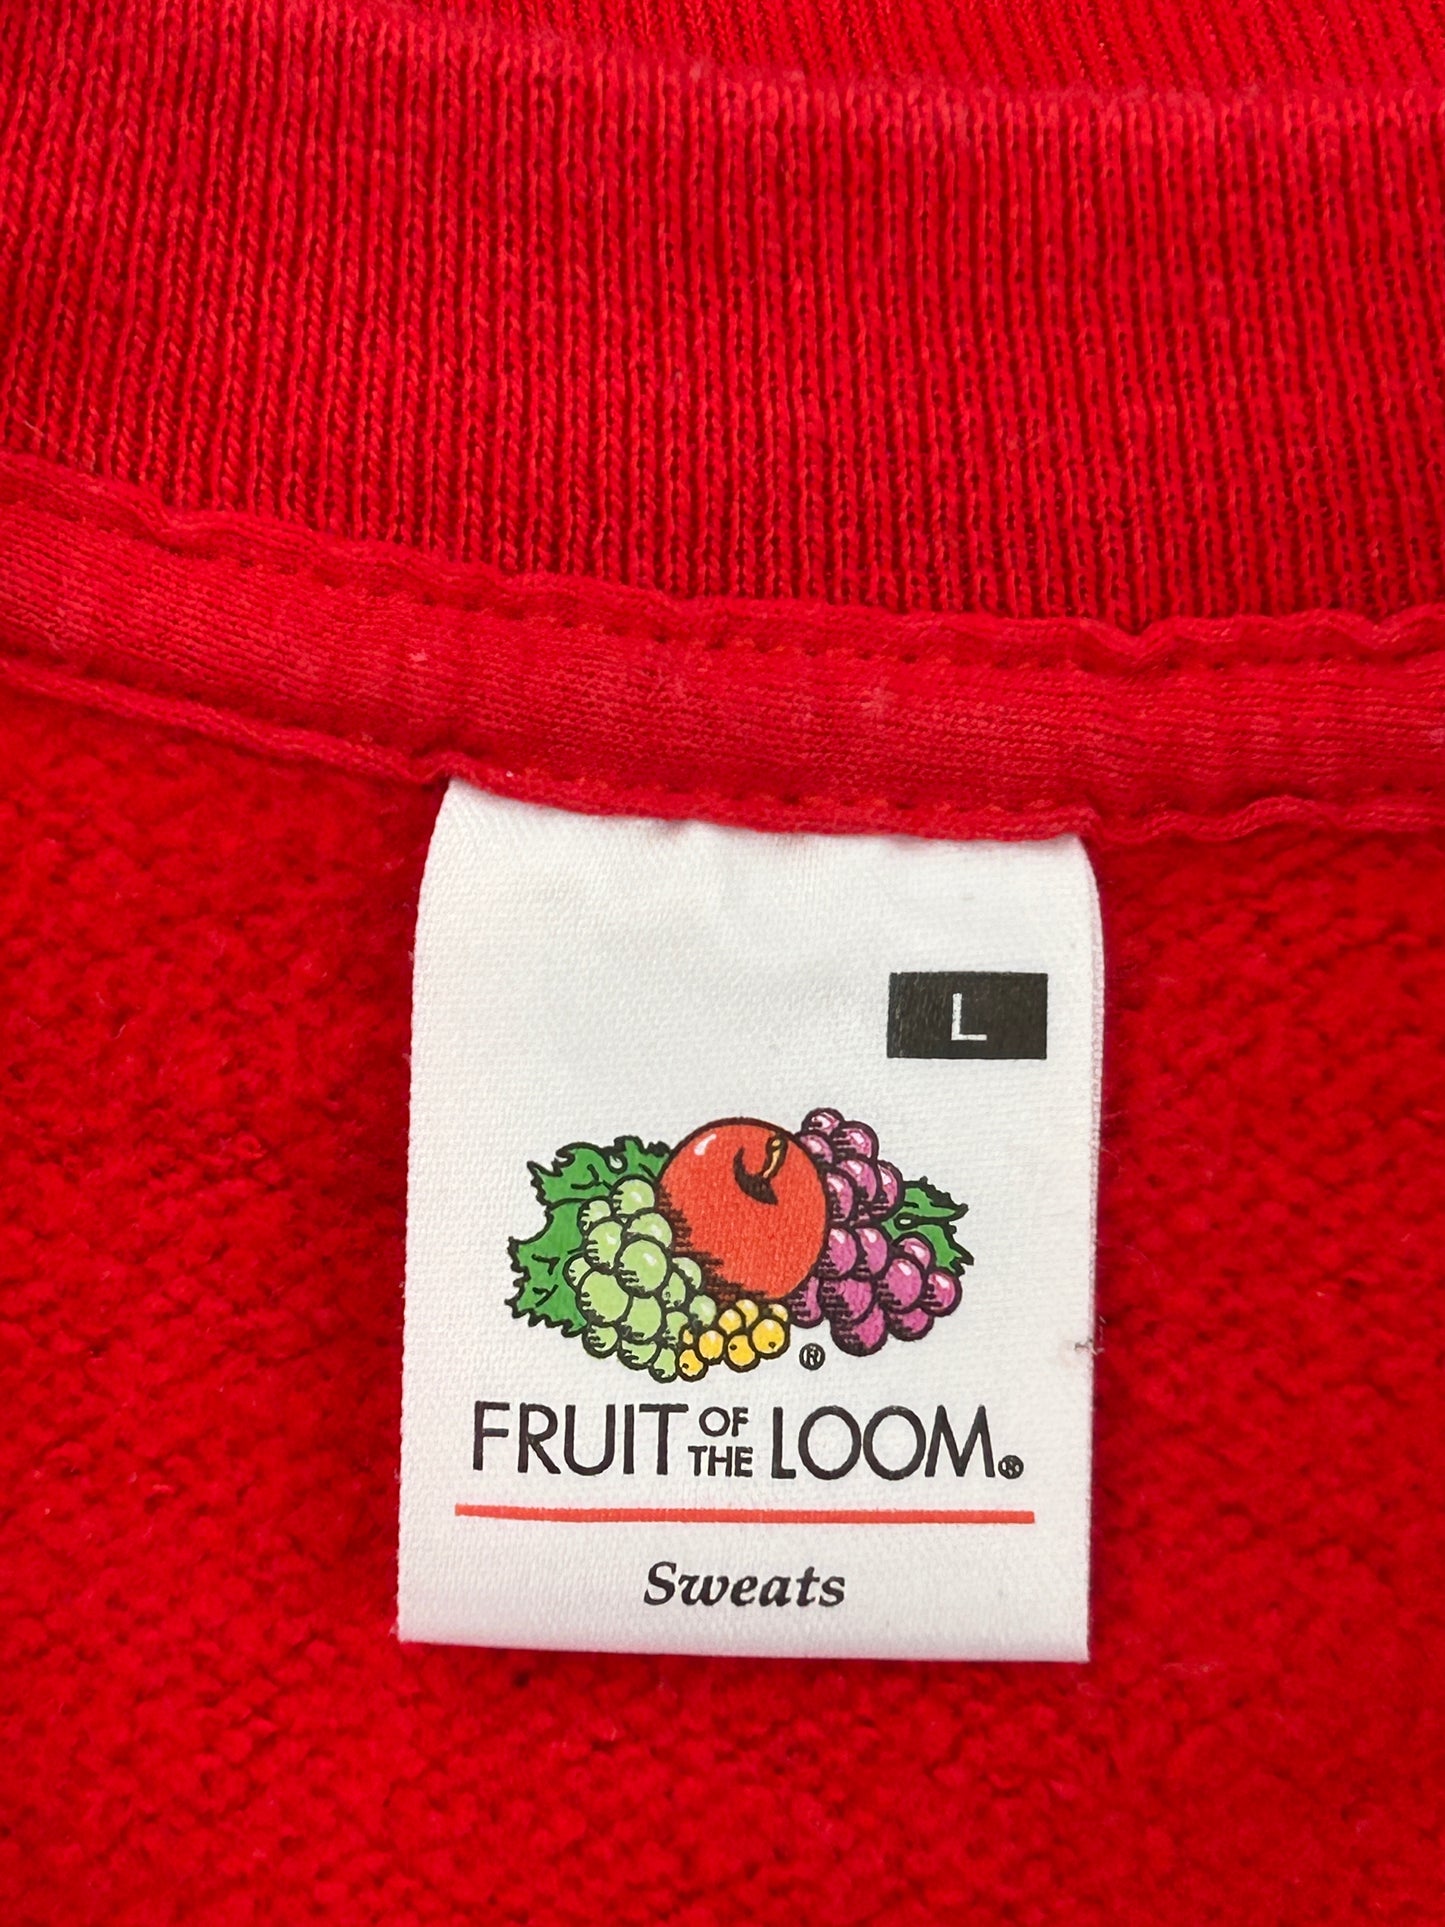 L
®
FRUIT OF THE LOOM®
Sweats